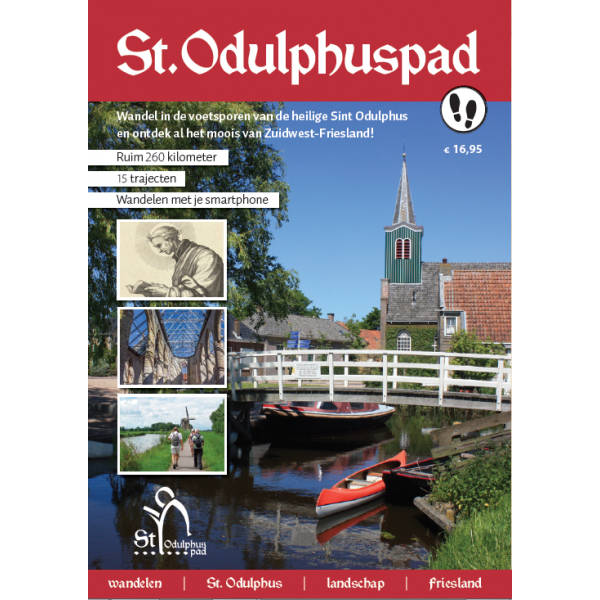 St. Odulphuspad
Wandel in de voetsporen van de heilige Sint Odulphus
en ontdek al het moois van Zuidwest-Friesland!
€ 16,95
Ruim 260 kilometer
15 trajecten
Wandelen met je smartphone
St Odulphus
pad
wandelen | St. Odulphus | landschap | friesland